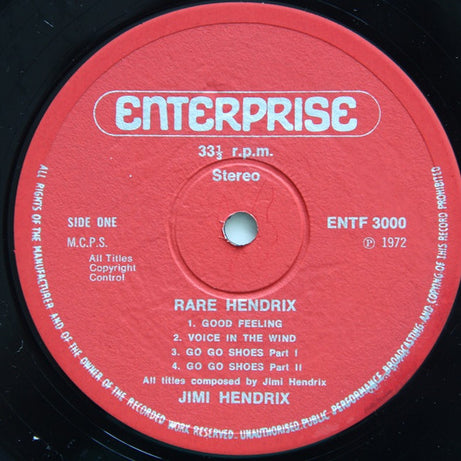 ENTERPRISE
33⅓ r.p.m.
Stereo
SIDE ONE
ENTF 3000
M.C.P.S.
℗ 1972
All Titles
Copyright
Control
RARE HENDRIX
1. GOOD FEELING
2. VOICE IN THE WIND
3. GO GO SHOES Part I
4. GO GO SHOES Part II
All titles composed by Jimi Hendrix
JIMI HENDRIX
ALL RIGHTS OF THE MANUFACTURER AND OF THE OWNER OF THE RECORDED WORK RESERVED. UNAUTHORISED PUBLIC PERFORMANCE, BROADCASTING AND COPYING OF THIS RECORD PROHIBITED